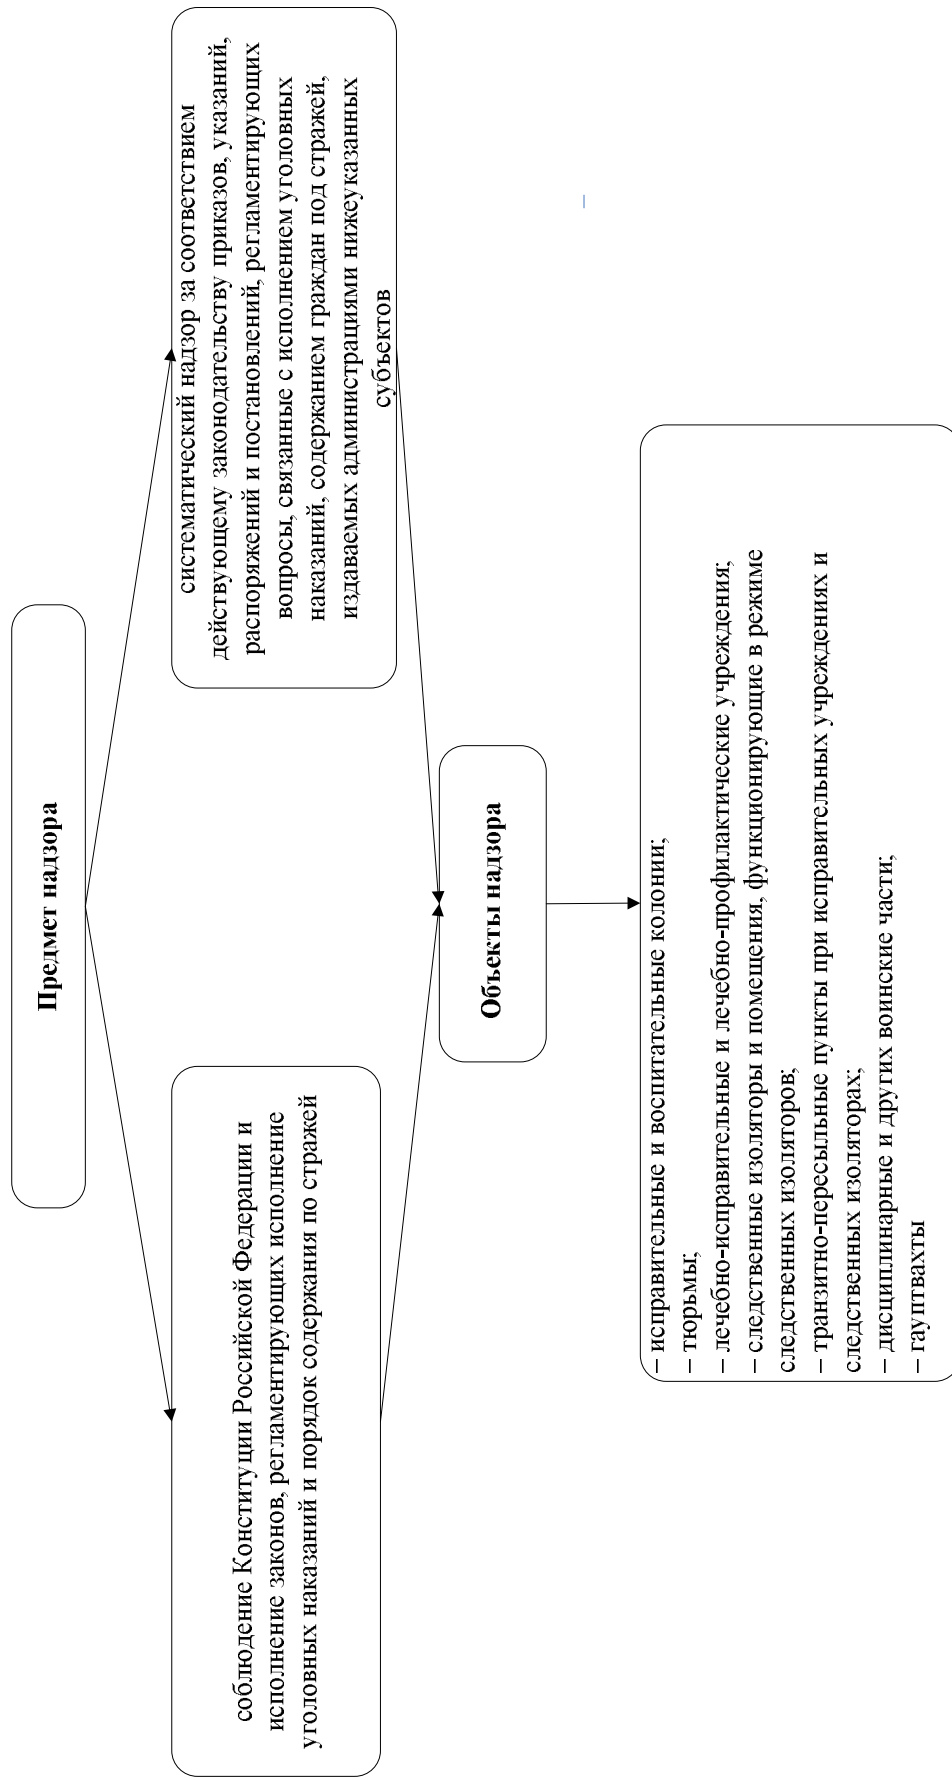 Предмет надзора
соблюдение Конституции Российской Федерации и
исполнение законов, регламентирующих исполнение
уголовных наказаний и порядок содержания по стражей
систематический надзор за соответствием
действующему законодательству приказов, указаний,
распоряжений и постановлений, регламентирующих
вопросы, связанные с исполнением уголовных
наказаний, содержанием граждан под стражей,
издаваемых администрациями нижеуказанных
субъектов
Объекты надзора
– исправительные и воспитательные колонии;
– тюрьмы;
– лечебно-исправительные и лечебно-профилактические учреждения;
– следственные изоляторы и помещения, функционирующие в режиме
следственных изоляторов;
– транзитно-пересыльные пункты при исправительных учреждениях и
следственных изоляторах;
– дисциплинарные и других воинские части;
– гауптвахты